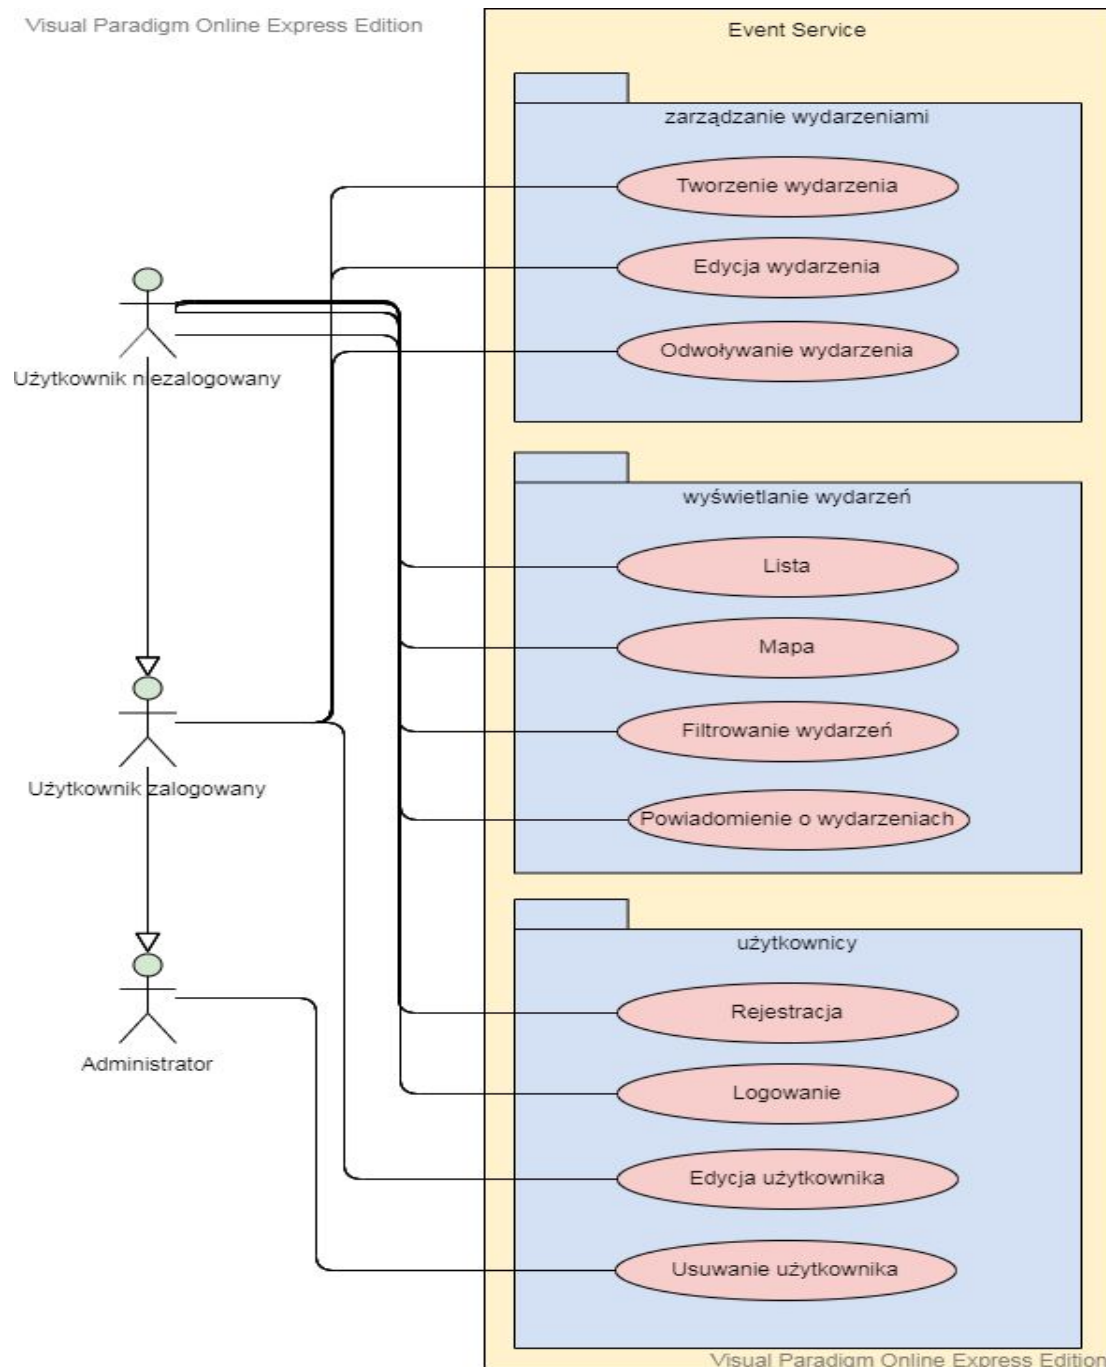 Visual Paradigm Online Express Edition
Event Service
zarządzanie wydarzeniami
Tworzenie wydarzenia
Edycja wydarzenia
Odwoływanie wydarzenia
Użytkownik niezalogowany
wyświetlanie wydarzeń
Lista
Mapa
Filtrowanie wydarzeń
Powiadomienie o wydarzeniach
Użytkownik zalogowany
użytkownicy
Rejestracja
Logowanie
Edycja użytkownika
Usuwanie użytkownika
Administrator
Visual Paradigm Online Express Edition